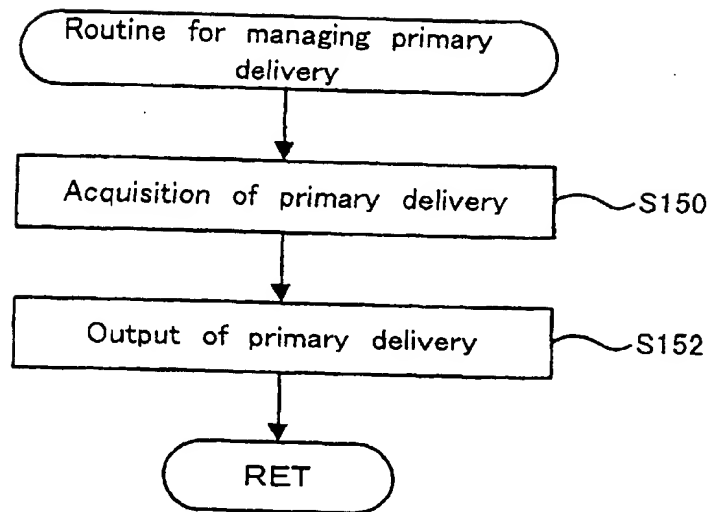 Routine for managing primary
delivery
Acquisition of primary delivery
S150
Output of primary delivery
S152
RET